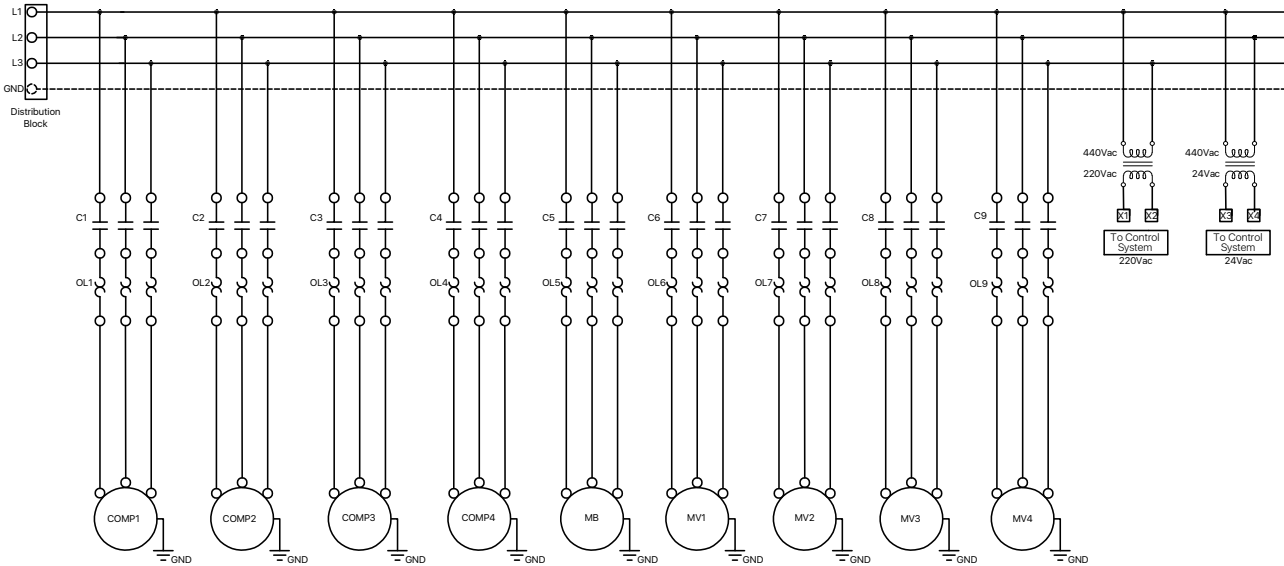 L1
L2
L3
GND
Distribution
Block
440Vac
220Vac
440Vac
24Vac
C1
C2
C3
C4
C5
C6
C7
C8
C9
X1
X2
X3
X4
To Control
System
220Vac
To Control
System
24Vac
OL1
OL2
OL3
OL4
OL5
OL6
OL7
OL8
OL9
COMP1
COMP2
COMP3
COMP4
MB
MV1
MV2
MV3
MV4
GND
GND
GND
GND
GND
GND
GND
GND
GND